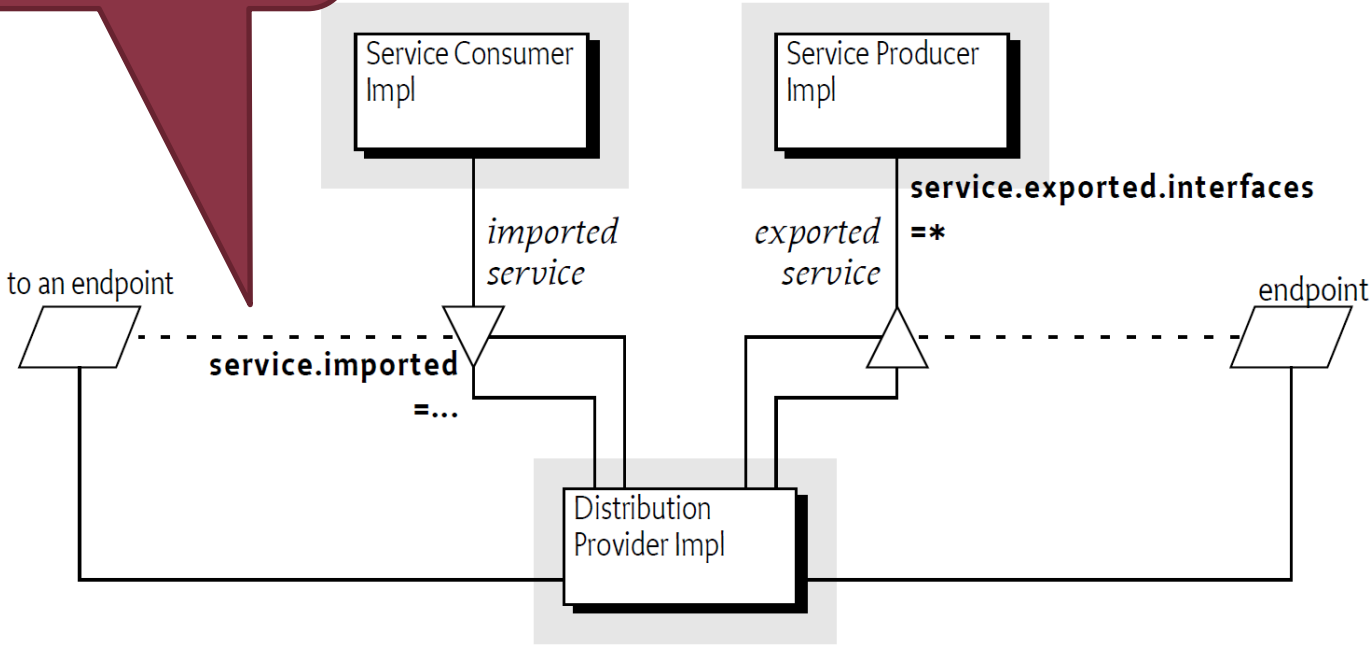 Service Consumer
Impl
Service Producer
Impl
service.exported.interfaces
=*
imported
service
exported
service
to an endpoint
endpoint
service.imported
=...
Distribution
Provider Impl